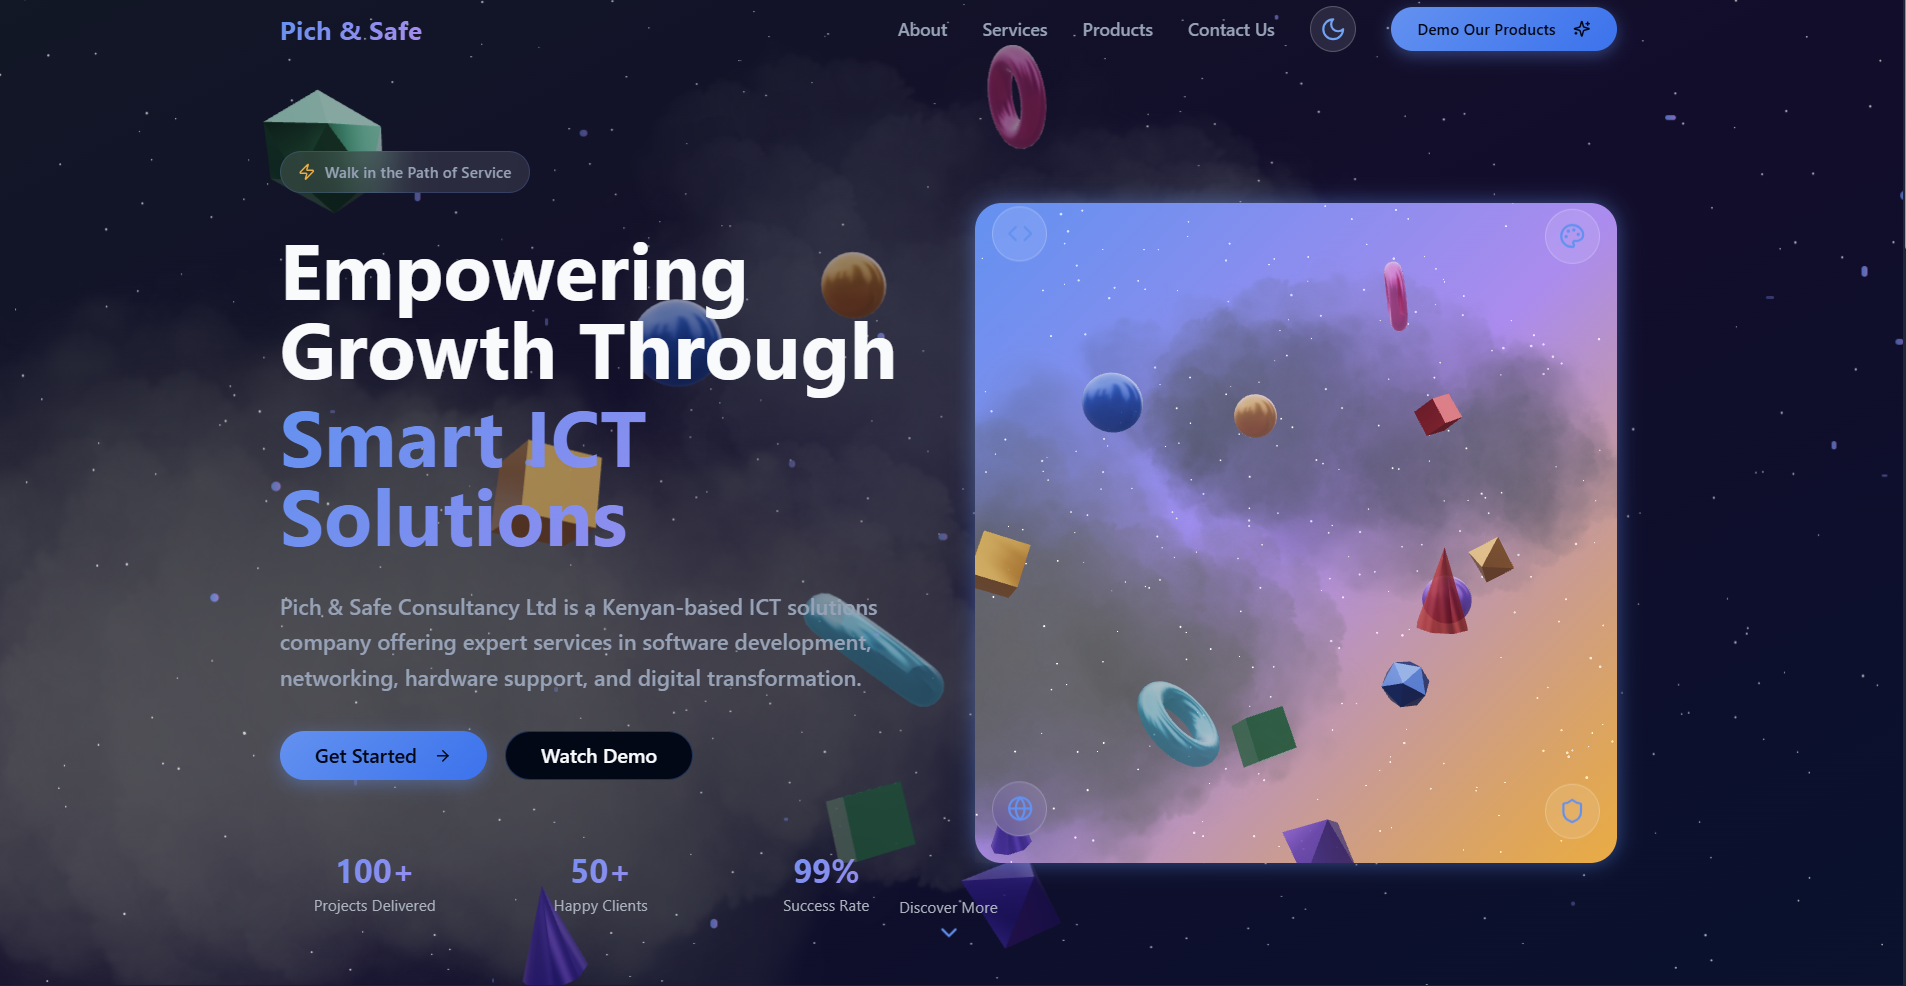 Pich & Safe
About
Services
Products
Contact Us
Demo Our Products
Walk in the Path of Service
Empowering
Growth Through
Smart ICT
Solutions
Pich & Safe Consultancy Ltd is a Kenyan-based ICT solutions
company offering expert services in software development,
networking, hardware support, and digital transformation.
Get Started
Watch Demo
100+
Projects Delivered
50+
Happy Clients
99%
Success Rate
Discover More